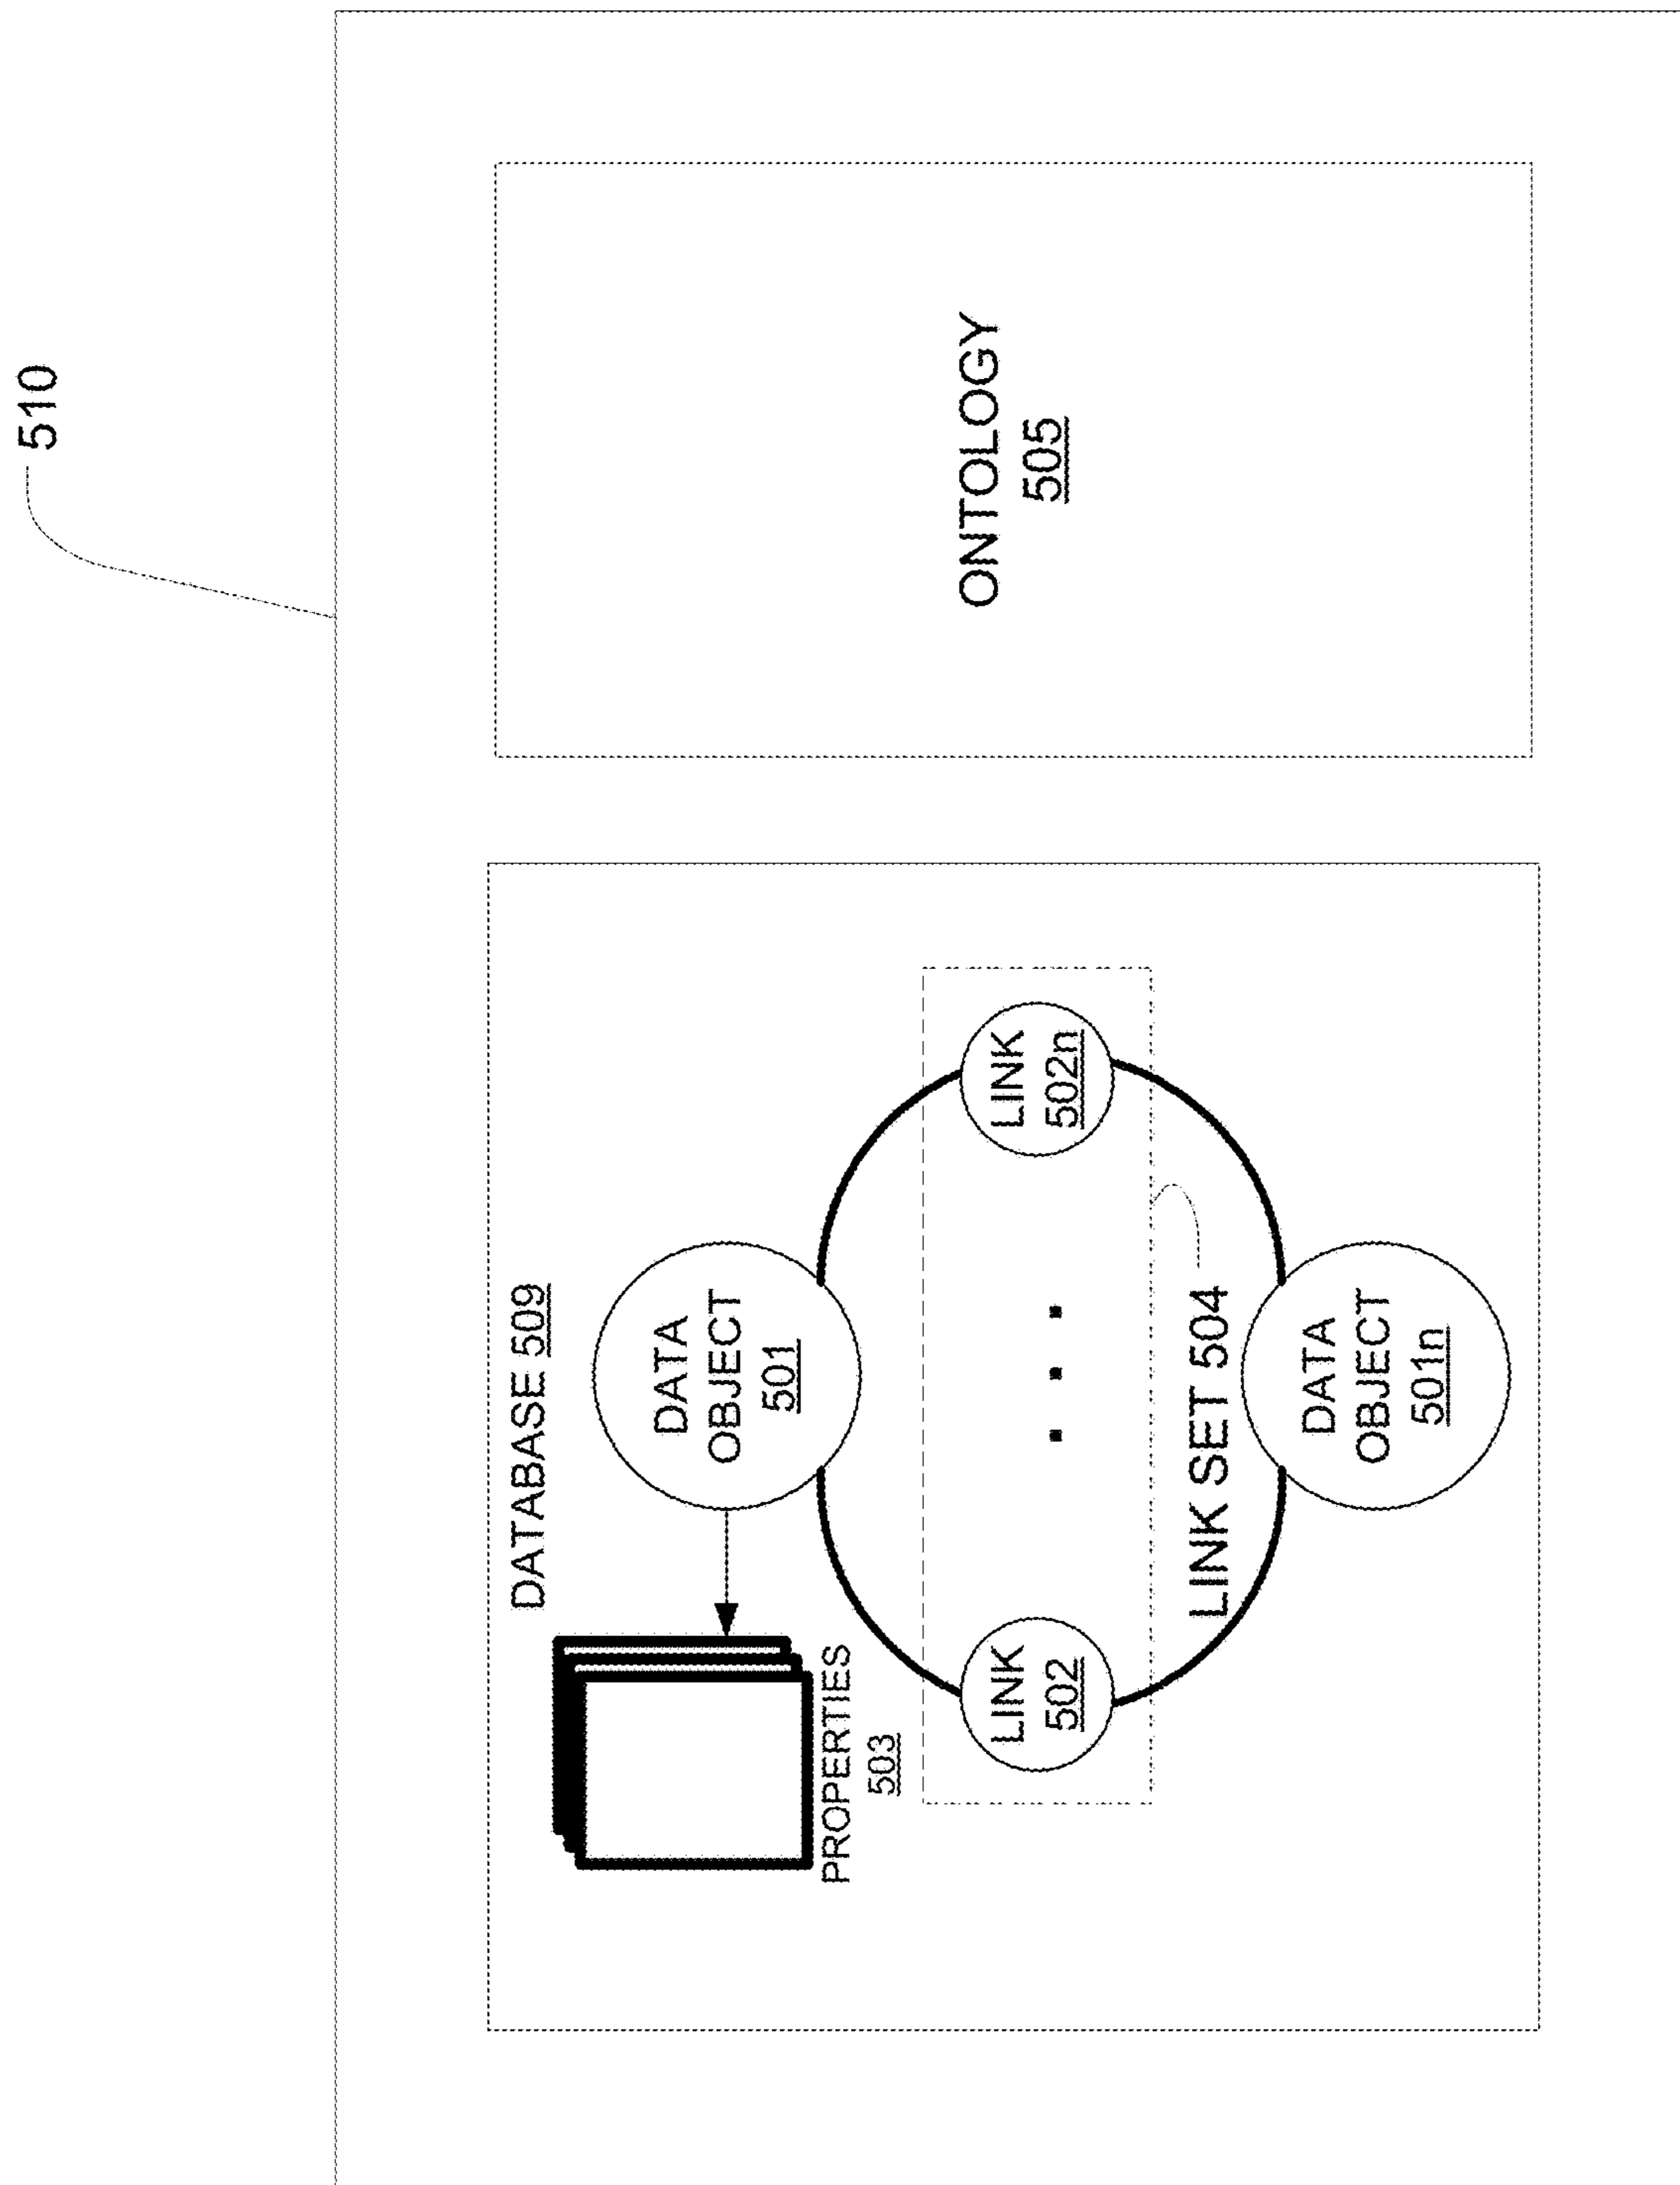 510
DATABASE 509
PROPERTIES
503
DATA
OBJECT
501
LINK
502
LINK
502n
LINK SET 504
DATA
OBJECT
501n
ONTOLOGY
505